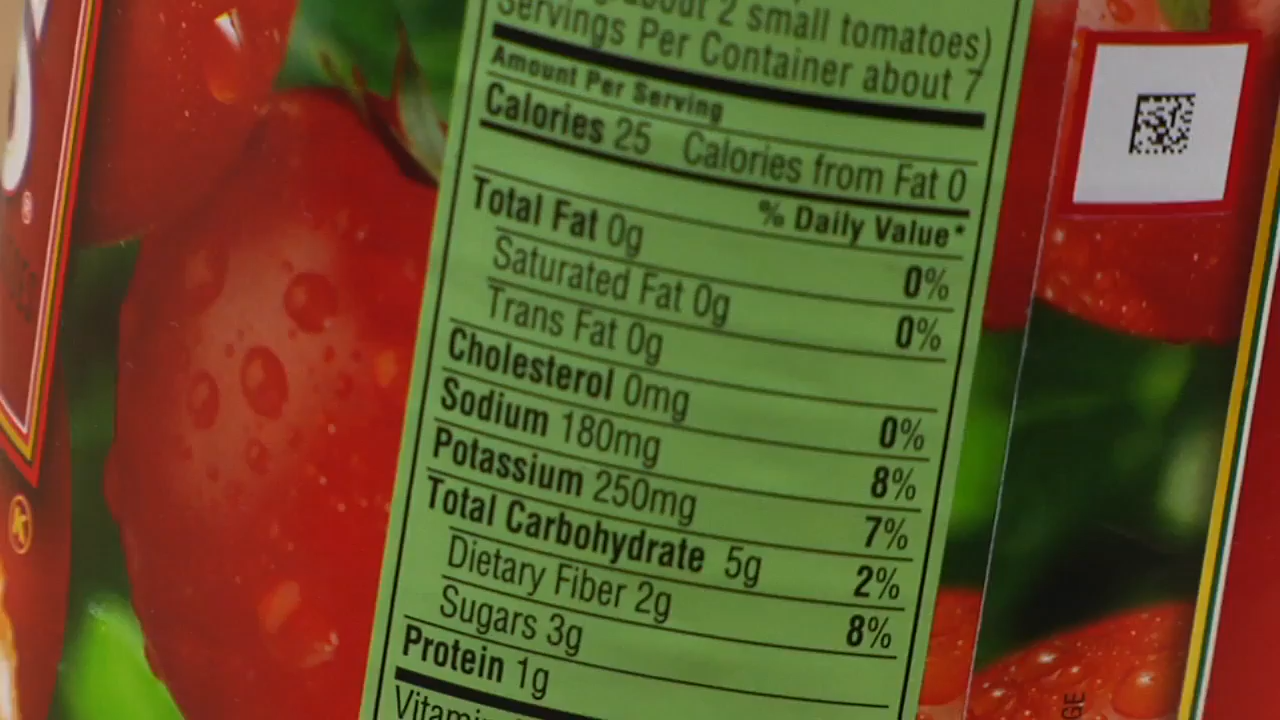 about 2 small tomatoes)
Servings Per Container about 7
Amount Per Serving
Calories 25 Calories from Fat 0
% Daily Value*
Total Fat 0g 0%
Saturated Fat 0g 0%
Trans Fat 0g
Cholesterol 0mg 0%
Sodium 180mg 8%
Potassium 250mg 7%
Total Carbohydrate 5g 2%
Dietary Fiber 2g 8%
Sugars 3g
Protein 1g